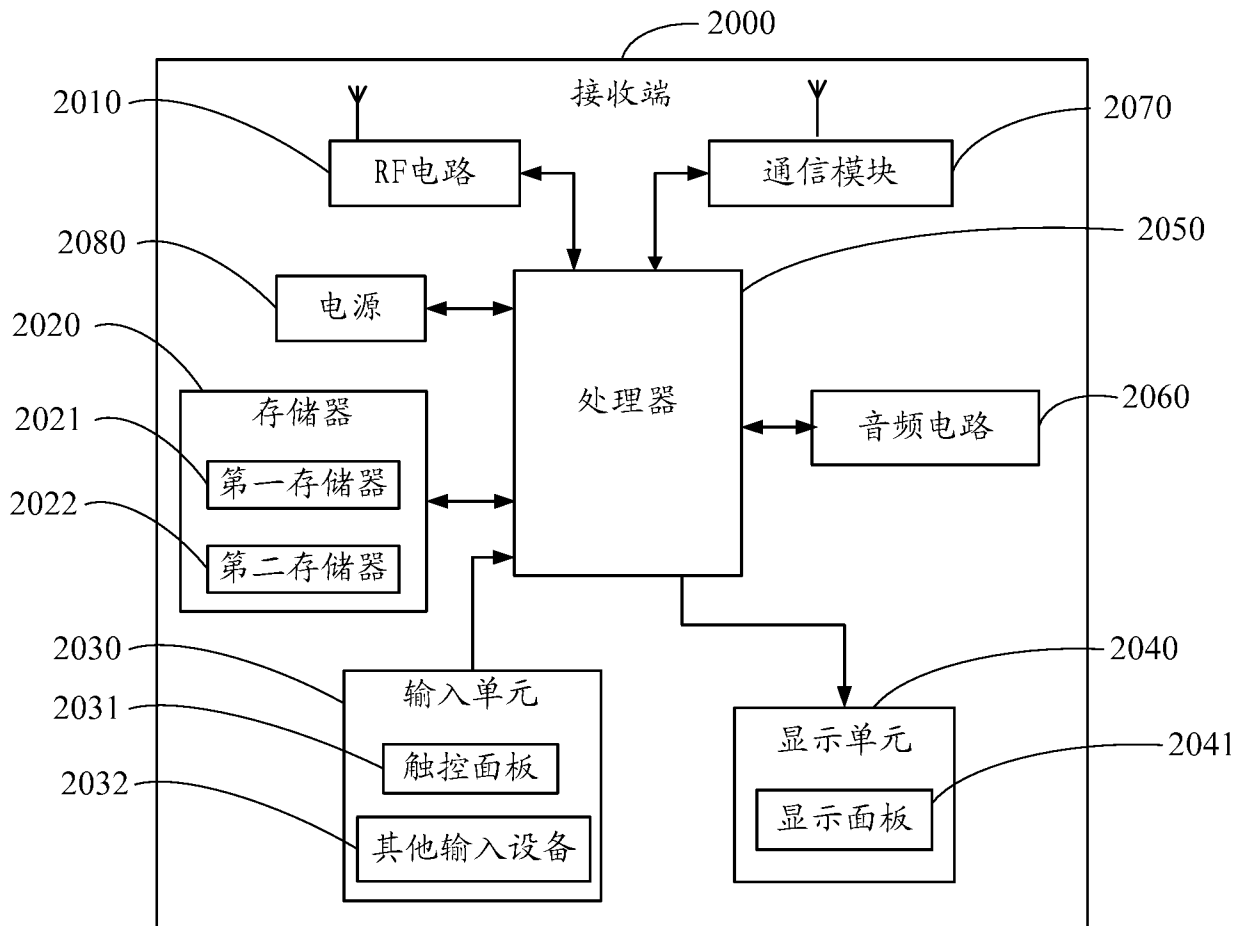 2000
接收端
2010
2070
RF电路
通信模块
2080
2050
电源
2020
处理器
存储器
2060
2021
音频电路
第一存储器
2022
第二存储器
2030
2040
输入单元
2031
显示单元
2041
触控面板
2032
显示面板
其他输入设备